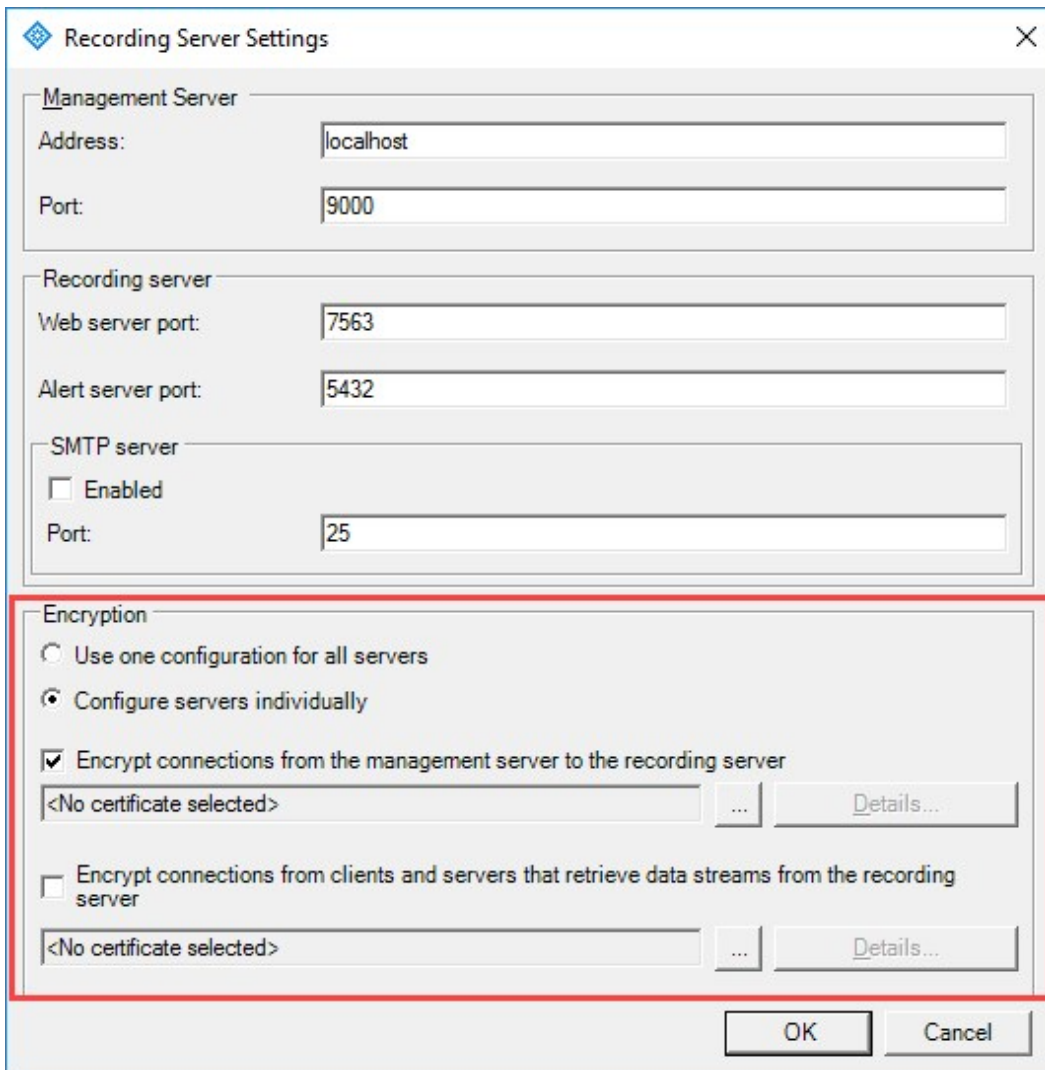 Recording Server Settings
Management Server
Address:
localhost
Port:
9000
Recording server
Web server port:
7563
Alert server port:
5432
SMTP server
Enabled
Port:
25
Encryption
Use one configuration for all servers
Configure servers individually
Encrypt connections from the management server to the recording server
<No certificate selected>
...
Details...
Encrypt connections from clients and servers that retrieve data streams from the recording
server
<No certificate selected>
...
Details...
OK
Cancel